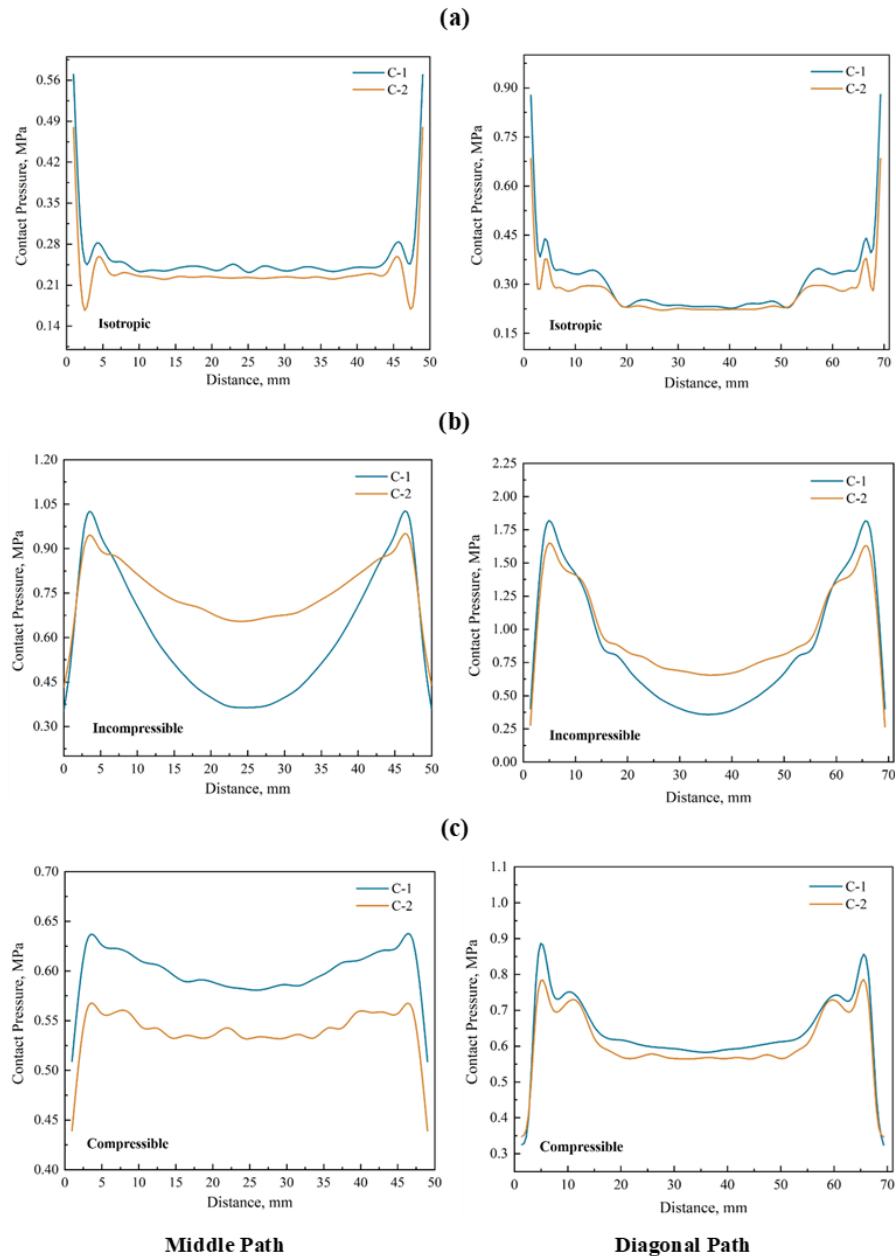 (a)
C-1
C-2
Contact Pressure, MPa
0.56
0.49
0.42
0.35
0.28
0.21
0.14
Isotropic
0 5 10 15 20 25 30 35 40 45 50
Distance, mm
C-1
C-2
Contact Pressure, MPa
0.90
0.75
0.60
0.45
0.30
0.15
Isotropic
0 10 20 30 40 50 60 70
Distance, mm
(b)
C-1
C-2
Contact Pressure, MPa
1.20
1.05
0.90
0.75
0.60
0.45
0.30
Incompressible
0 5 10 15 20 25 30 35 40 45 50
Distance, mm
C-1
C-2
Contact Pressure, MPa
2.25
2.00
1.75
1.50
1.25
1.00
0.75
0.50
0.25
0.00
Incompressible
0 10 20 30 40 50 60 70
Distance, mm
(c)
C-1
C-2
Contact Pressure, MPa
0.70
0.65
0.60
0.55
0.50
0.45
0.40
Compressible
0 5 10 15 20 25 30 35 40 45 50
Distance, mm
C-1
C-2
Contact Pressure, MPa
1.1
1.0
0.9
0.8
0.7
0.6
0.5
0.4
0.3
Compressible
0 10 20 30 40 50 60 70
Distance, mm
Middle Path
Diagonal Path